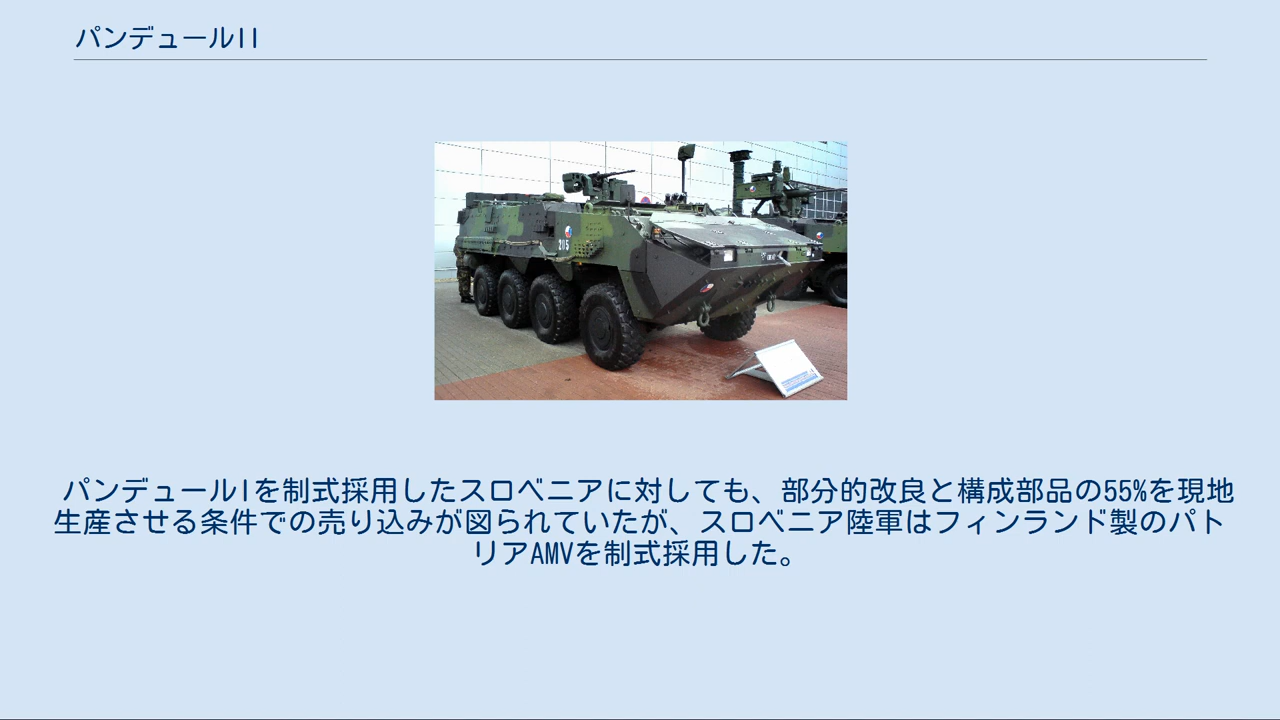 パンデュールII
215
パンデュールIを制式採用したスロベニアに対しても、部分的改良と構成部品の55%を現地
生産させる条件での売り込みが図られていたが、スロベニア陸軍はフィンランド製のパト
リアAMVを制式採用した。